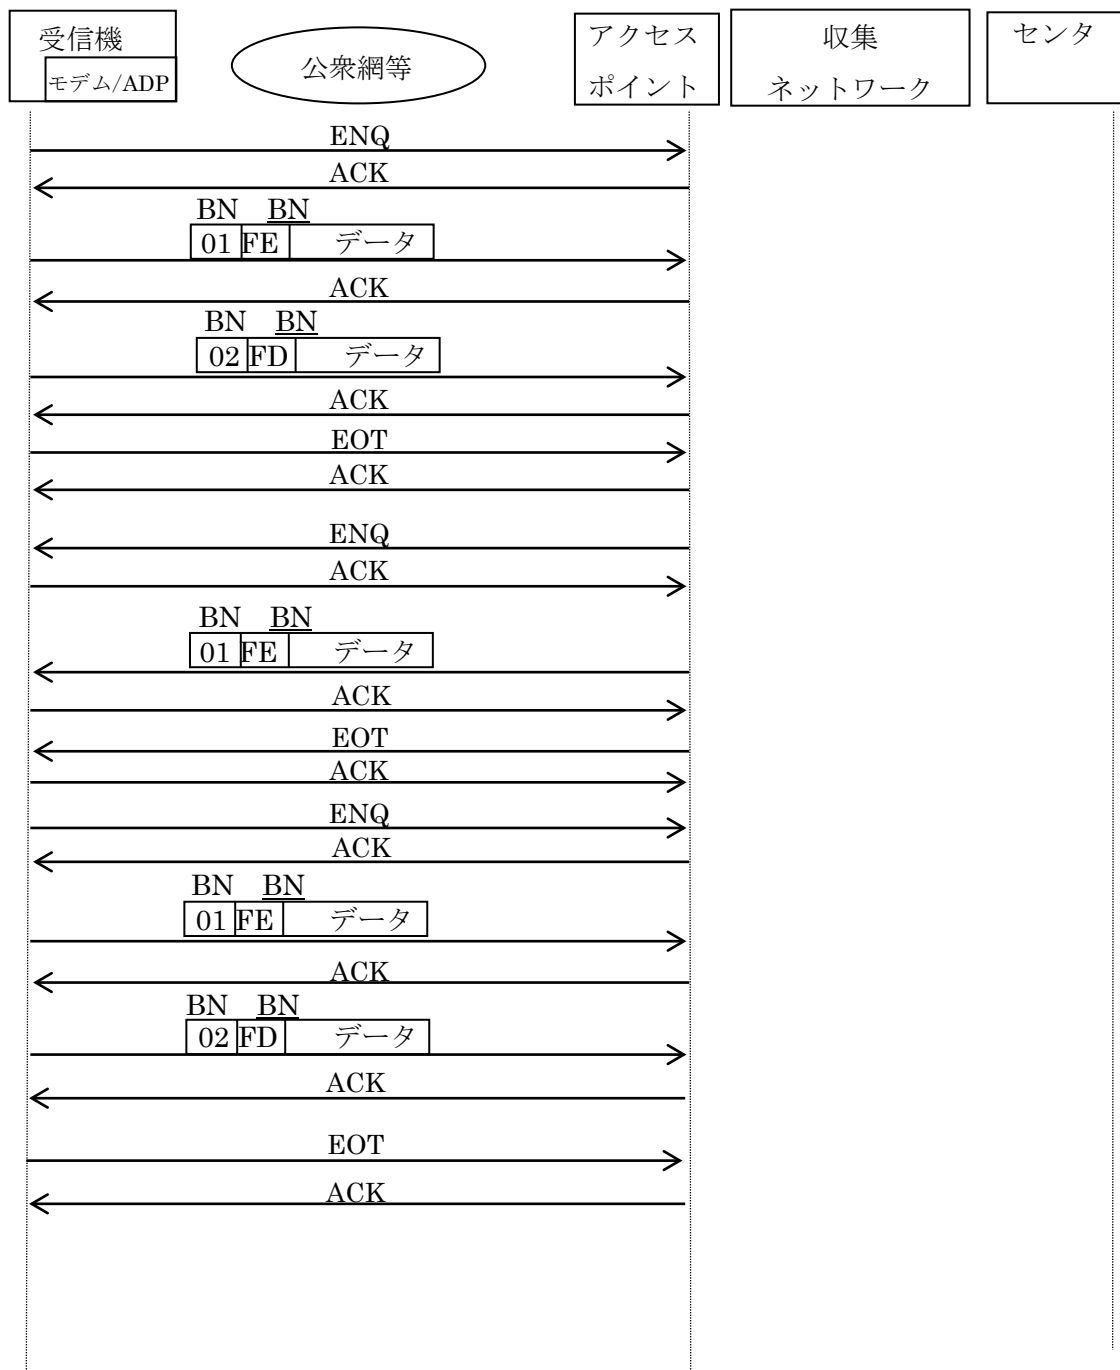 受信機
モデム/ADP
公衆網等
アクセス
ポイント
収集
ネットワーク
センタ
ENQ
ACK
BN BN
01 FE データ
ACK
BN BN
02 FD データ
ACK
EOT
ACK
ENQ
ACK
BN BN
01 FE データ
ACK
EOT
ACK
ENQ
ACK
BN BN
01 FE データ
ACK
BN BN
02 FD データ
ACK
EOT
ACK